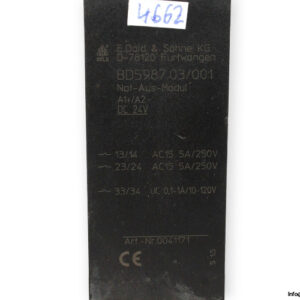 4662
E. Dold & Söhne KG
D-78120 Furtwangen
BD5987.03/001
Not-Aus-Modul
A1+/A2
DC 24V
13/14 AC15 5A/250V
23/24 AC15 5A/250V
33/34 UC 0,1-1A/10-120V
Art.-Nr.0041171
CE